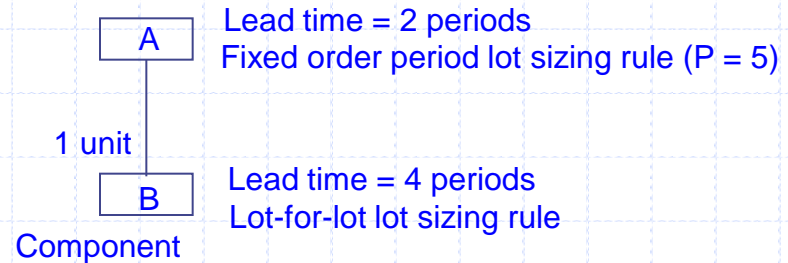 A
Lead time = 2 periods
Fixed order period lot sizing rule (P = 5)
1 unit
B
Lead time = 4 periods
Lot-for-lot lot sizing rule
Component